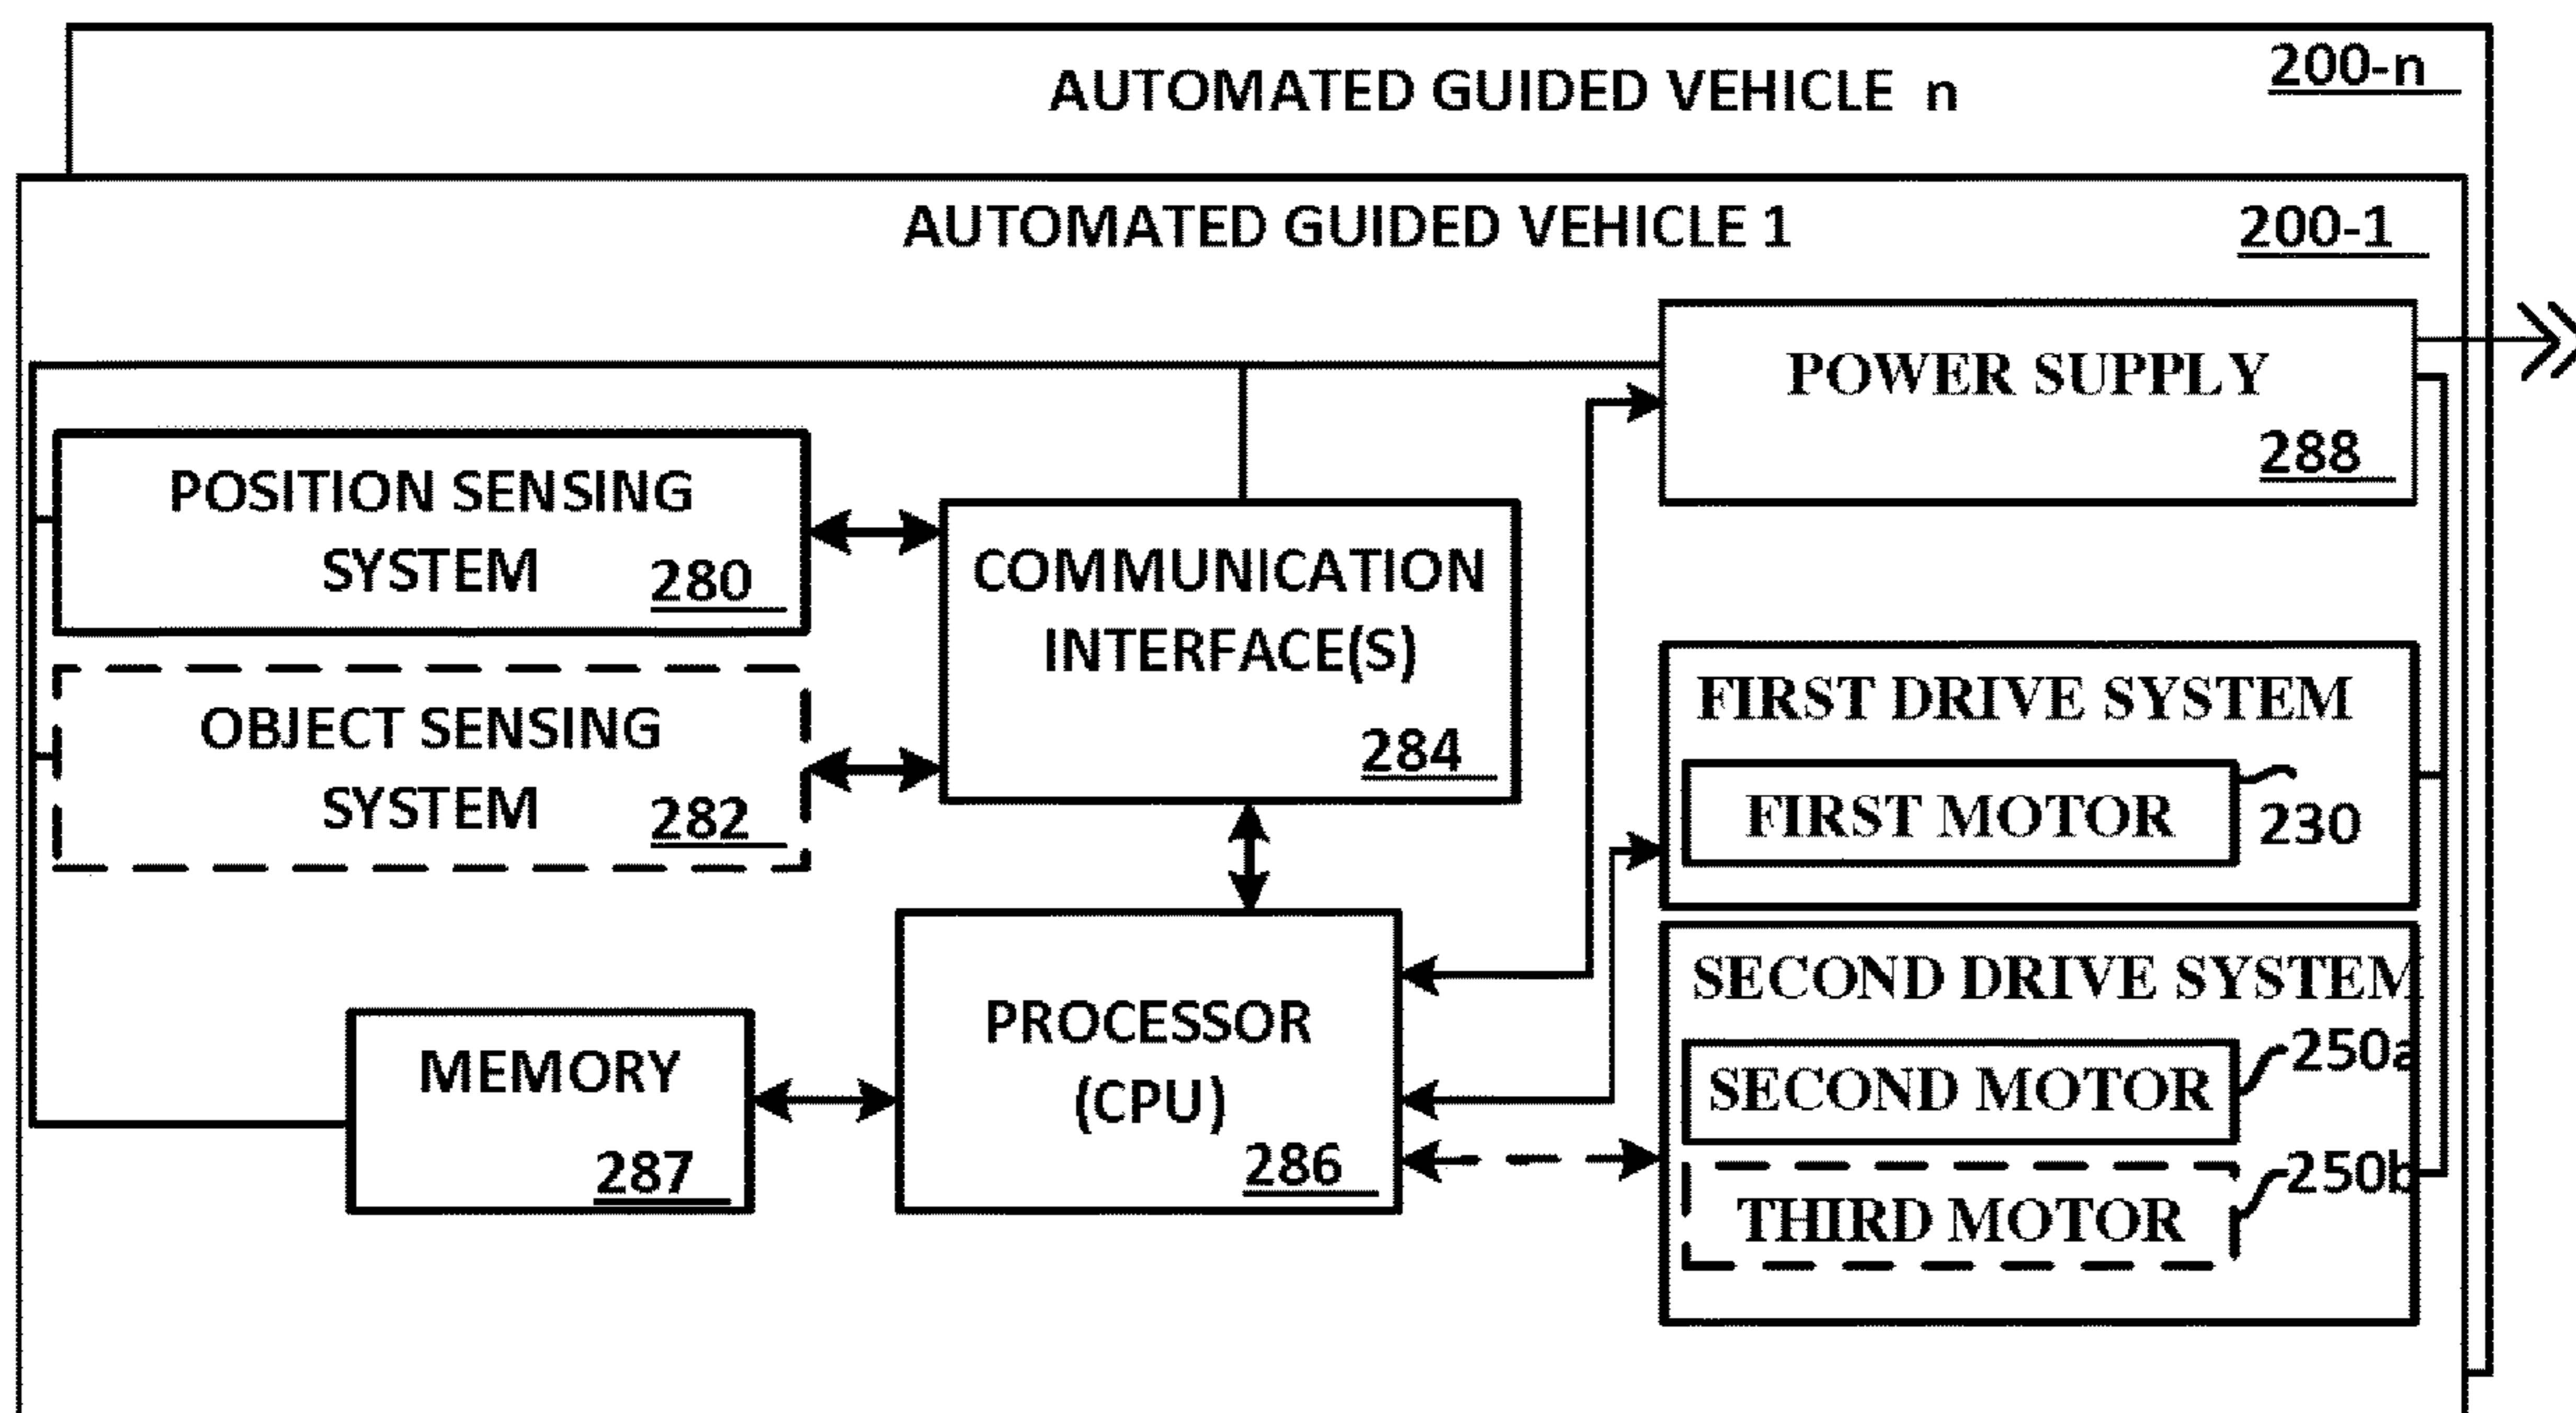 AUTOMATED GUIDED VEHICLE n
200-n
AUTOMATED GUIDED VEHICLE 1
200-1
POWER SUPPLY
288
POSITION SENSING
SYSTEM
280
COMMUNICATION
INTERFACE(S)
284
OBJECT SENSING
SYSTEM
282
FIRST DRIVE SYSTEM
FIRST MOTOR
230
SECOND DRIVE SYSTEM
SECOND MOTOR
250a
THIRD MOTOR
250b
PROCESSOR
(CPU)
286
MEMORY
287